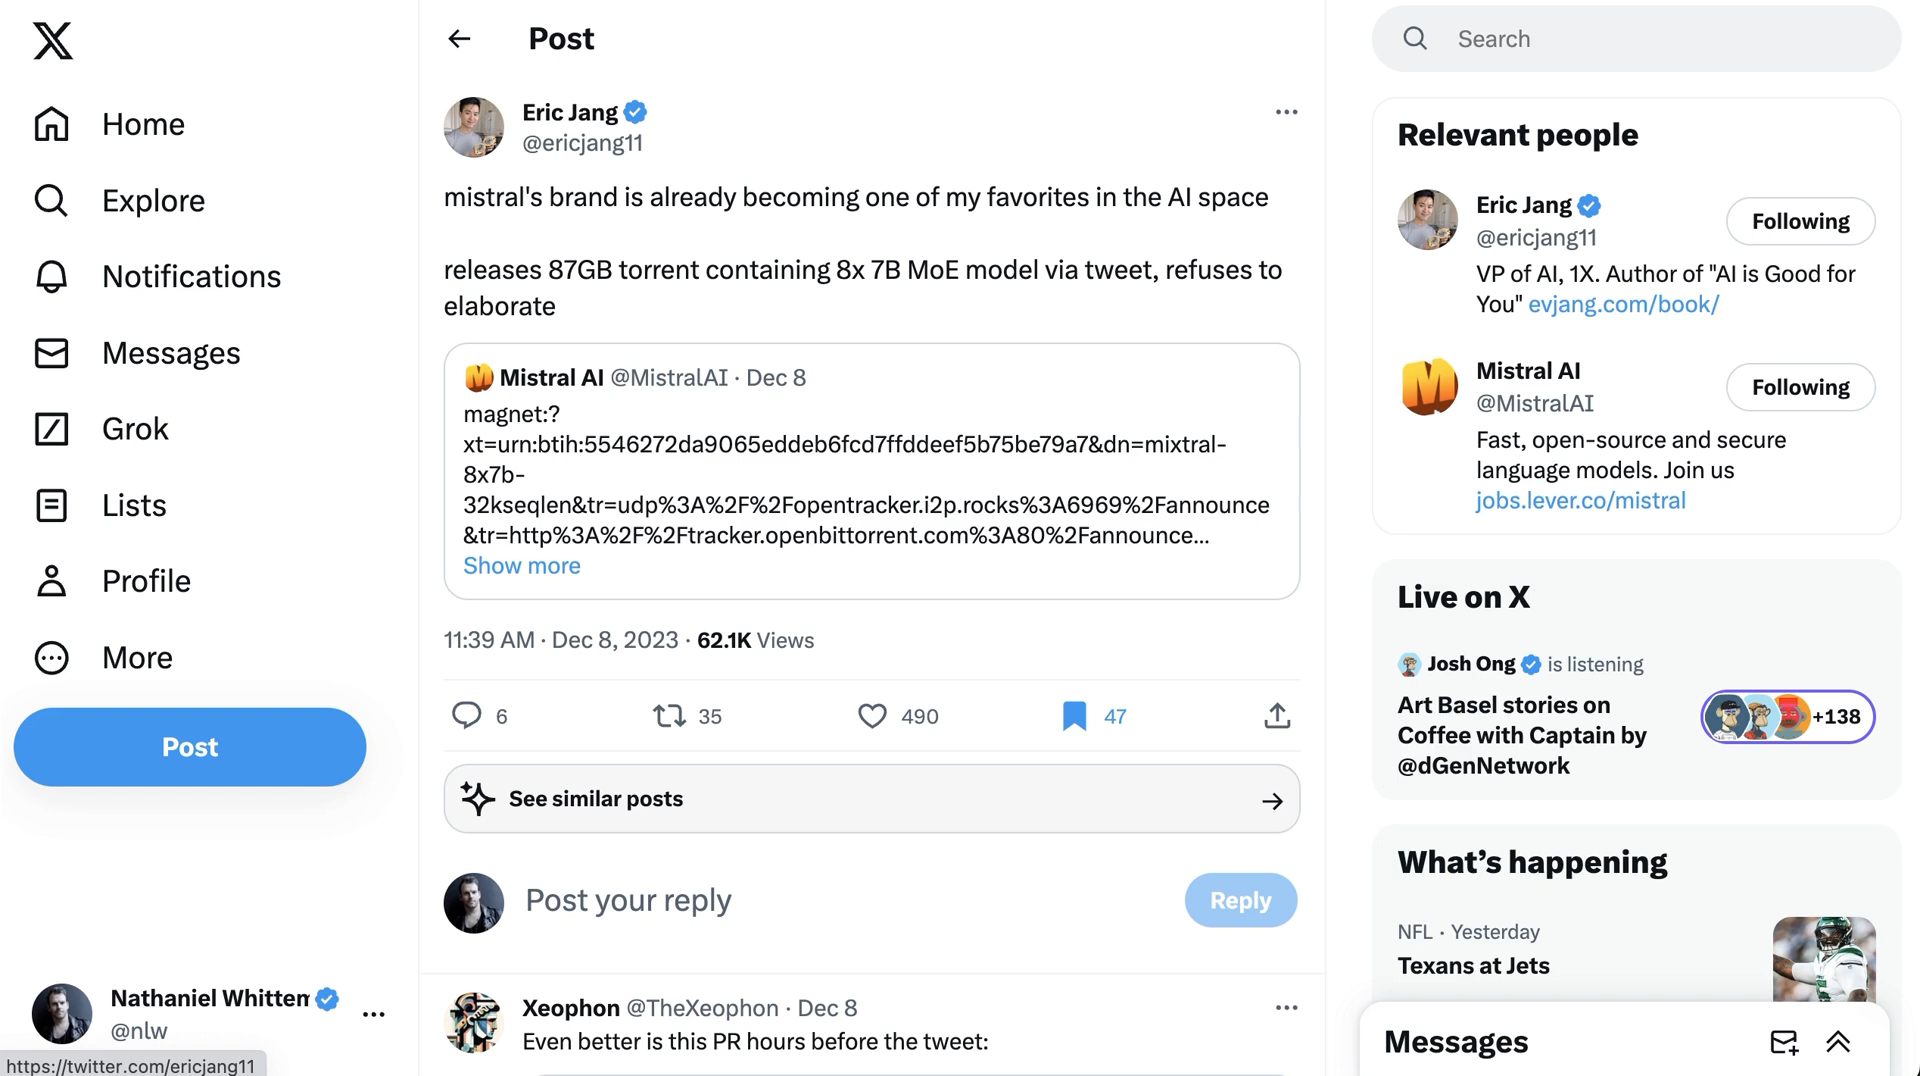 Home
Explore
Notifications
Messages
Grok
Lists
Profile
More
Post
Nathaniel Whittem
@nlw
https://twitter.com/ericjang11
Post
Eric Jang
@ericjang11
mistral's brand is already becoming one of my favorites in the AI space
releases 87GB torrent containing 8x 7B MoE model via tweet, refuses to
elaborate
Mistral AI @MistralAI · Dec 8
magnet:?
xt=urn:btih:5546272da9065eddeb6fcd7ffddeef5b75be79a7&dn=mixtral-
8x7b-
32kseqlen&tr=udp%3A%2F%2Fopentracker.i2p.rocks%3A6969%2Fannounce
&tr=http%3A%2F%2Ftracker.openbittorrent.com%3A80%2Fannounce...
Show more
11:39 AM · Dec 8, 2023 · 62.1K Views
6 35 490 47
See similar posts
Post your reply
Reply
Xeophon @TheXeophon · Dec 8
Even better is this PR hours before the tweet:
Search
Relevant people
Eric Jang
@ericjang11
Following
VP of AI, 1X. Author of "AI is Good for
You" evjang.com/book/
Mistral AI
@MistralAI
Following
Fast, open-source and secure
language models. Join us
jobs.lever.co/mistral
Live on X
Josh Ong is listening
Art Basel stories on
Coffee with Captain by
@dGenNetwork
+138
What's happening
NFL · Yesterday
Texans at Jets
Messages